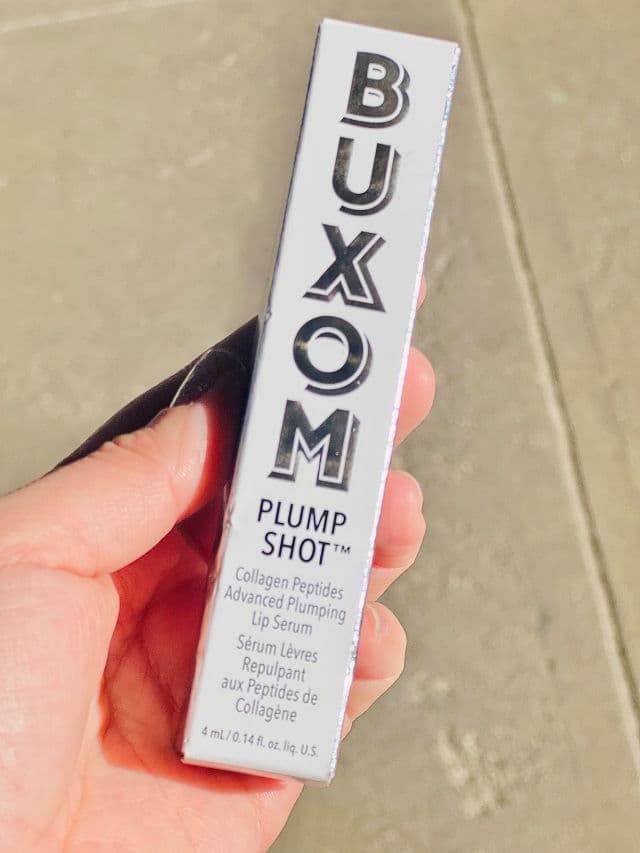 BUXOM
PLUMP
SHOT™
Collagen Peptides
Advanced Plumping
Lip Serum
Sérum Lèvres
Repulpant
aux Peptides de
Collagène
4 mL/0.14 fl. oz. liq. U.S.